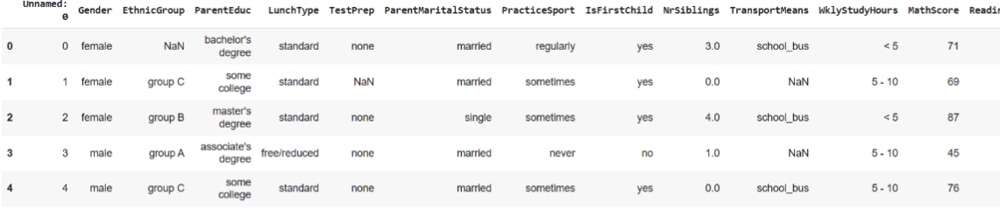 Unnamed: 0 Gender EthnicGroup ParentEduc LunchType TestPrep ParentMaritalStatus PracticeSport IsFirstChild NrSiblings TransportMeans WklyStudyHours MathScore Readi
0 0 female NaN bachelor's degree standard none married regularly yes 3.0 school_bus < 5 71
1 1 female group C some college standard NaN married sometimes yes 0.0 NaN 5 - 10 69
2 2 female group B master's degree standard none single sometimes yes 4.0 school_bus < 5 87
3 3 male group A associate's degree free/reduced none married never no 1.0 NaN 5 - 10 45
4 4 male group C some college standard none married sometimes yes 0.0 school_bus 5 - 10 76